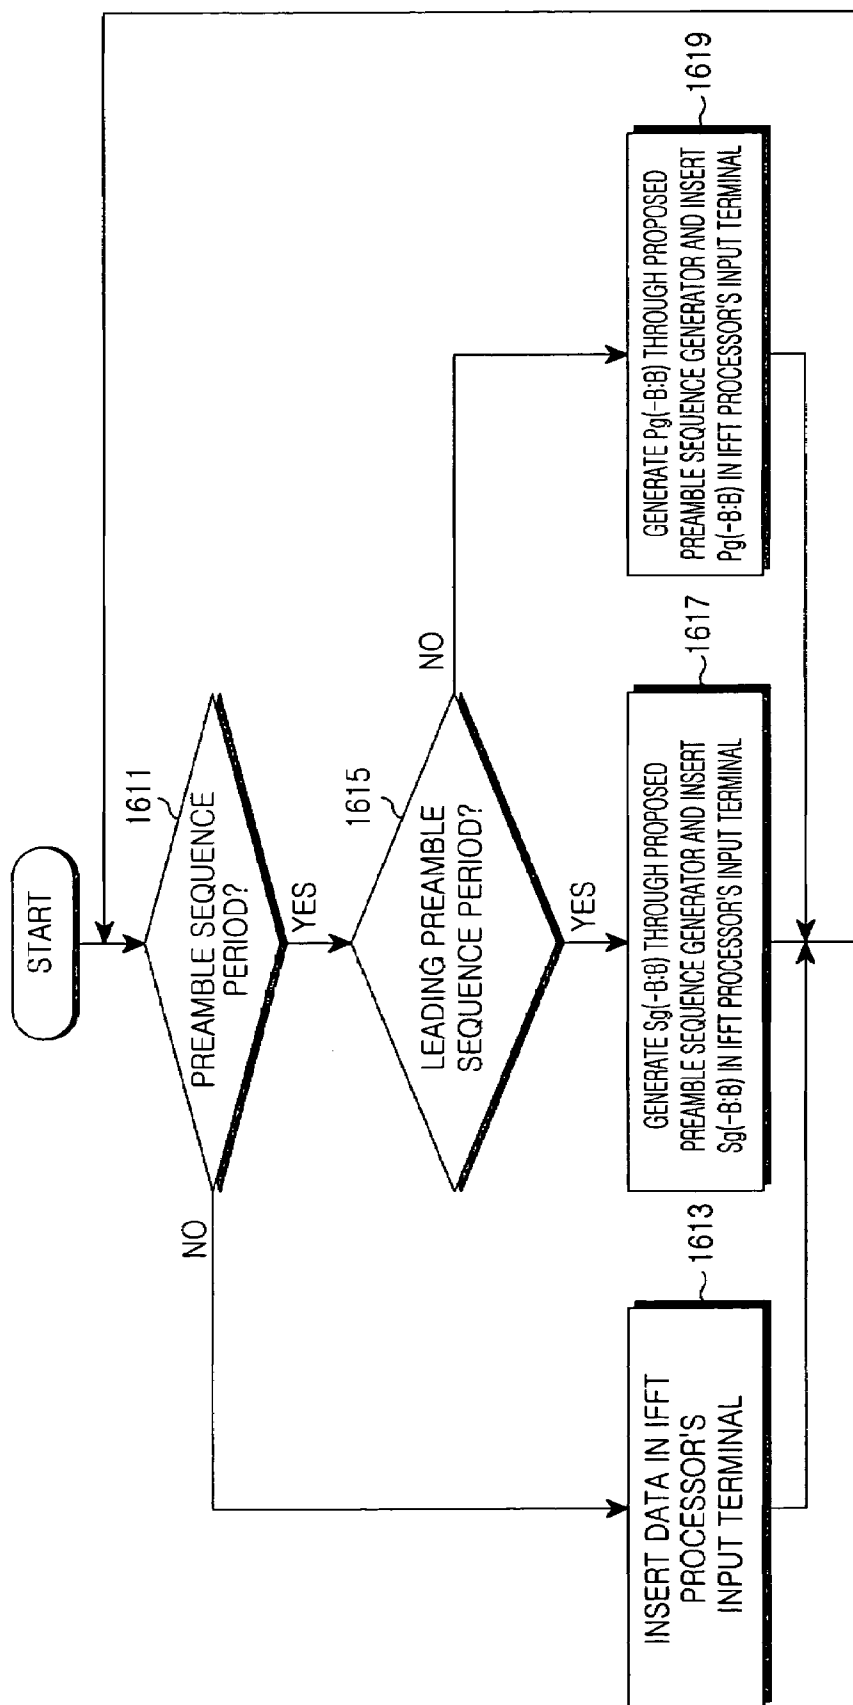 START
1611
PREAMBLE SEQUENCE
PERIOD?
NO
YES
1615
LEADING PREAMBLE
SEQUENCE PERIOD?
NO
YES
1613
INSERT DATA IN IFFT
PROCESSOR'S
INPUT TERMINAL
1617
GENERATE Sg(-B:B) THROUGH PROPOSED
PREAMBLE SEQUENCE GENERATOR AND INSERT
Sg(-B:B) IN IFFT PROCESSOR'S INPUT TERMINAL
1619
GENERATE Pg(-B:B) THROUGH PROPOSED
PREAMBLE SEQUENCE GENERATOR AND INSERT
Pg(-B:B) IN IFFT PROCESSOR'S INPUT TERMINAL